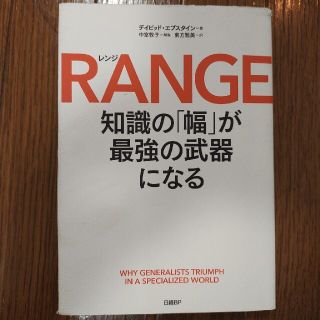 デイビッド・エプスタイン=著
中室牧子=解説 東方雅美=訳
レンジ
RANGE
知識の「幅」が
最強の武器
になる
WHY GENERALISTS TRIUMPH
IN A SPECIALIZED WORLD
日経BP